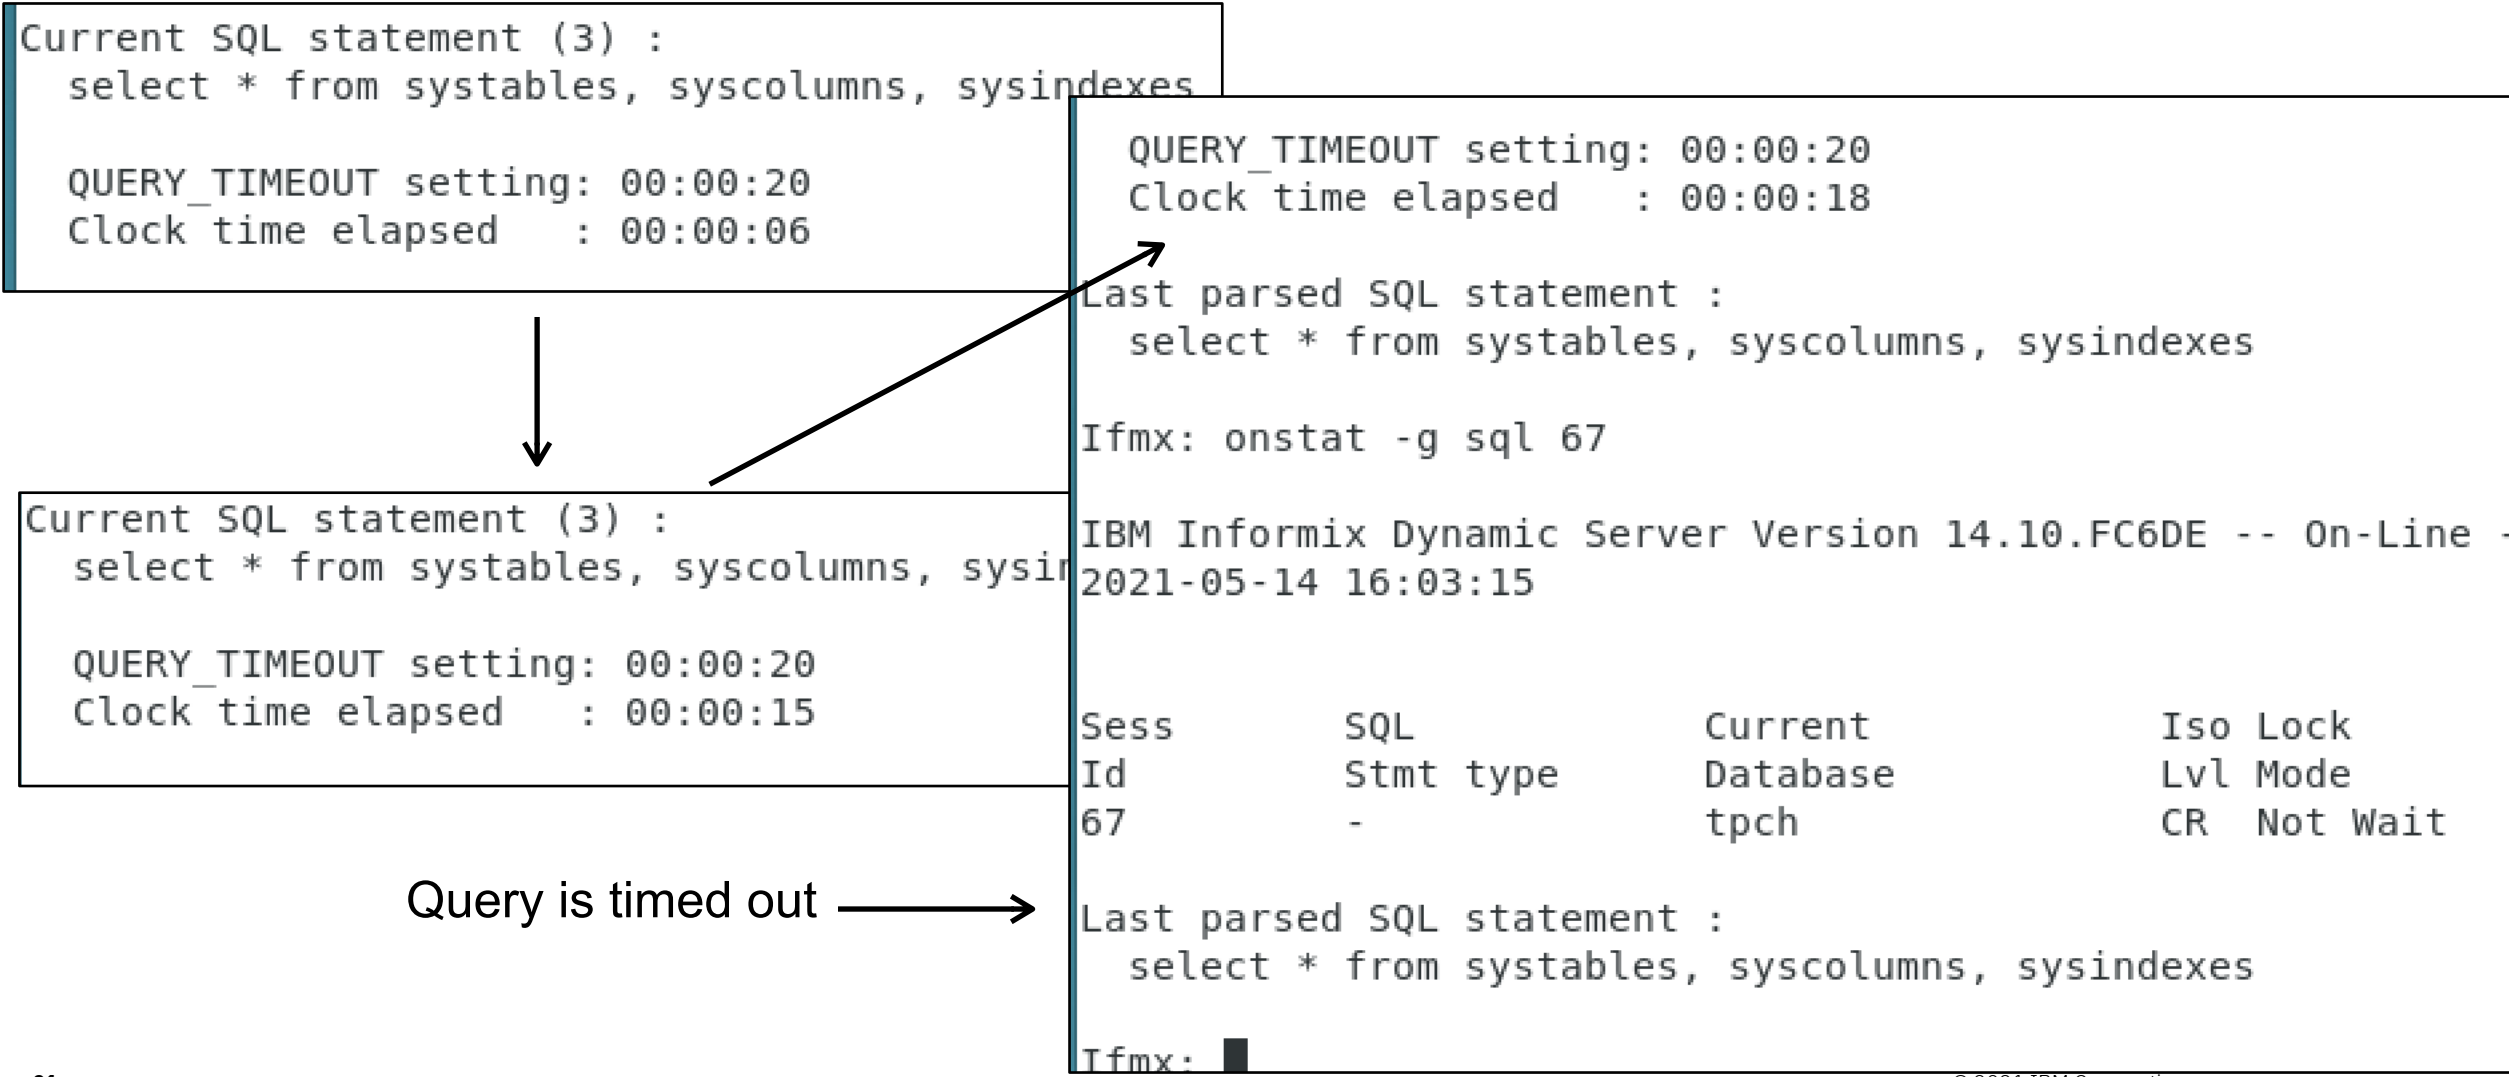 Current SQL statement (3) :
select * from systables, syscolumns, sysindexes
QUERY_TIMEOUT setting: 00:00:20
Clock time elapsed : 00:00:06
Current SQL statement (3) :
select * from systables, syscolumns,
QUERY_TIMEOUT setting: 00:00:20
Clock time elapsed : 00:00:15
Query is timed out
QUERY_TIMEOUT setting: 00:00:20
Clock time elapsed : 00:00:18
Last parsed SQL statement :
select * from systables, syscolumns, sysindexes
Ifmx: onstat -g sql 67
IBM Informix Dynamic Server Version 14.10.FC6DE -- On-Line -
2021-05-14 16:03:15
Sess SQL Current Iso Lock
Id Stmt type Database Lvl Mode
67 - tpch CR Not Wait
Last parsed SQL statement :
select * from systables, syscolumns, sysindexes
Ifmx: